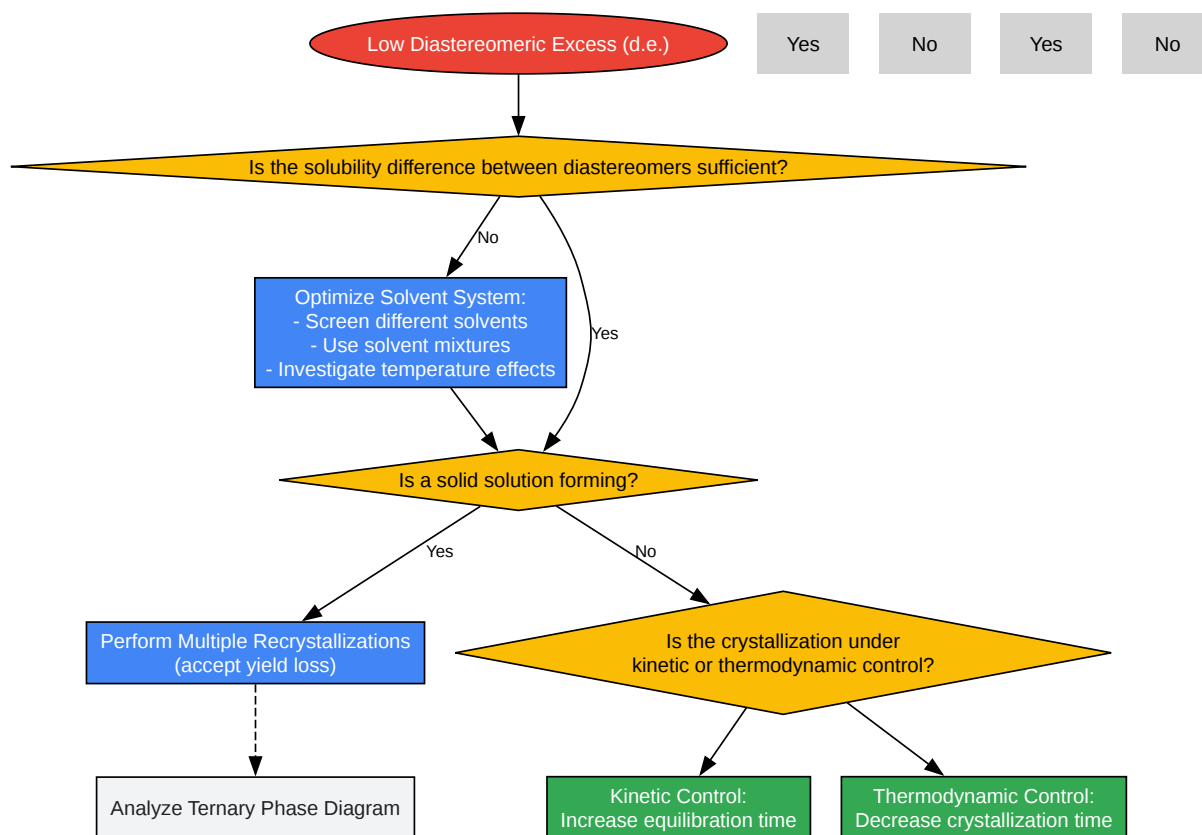 Low Diastereomeric Excess (d.e.)
Yes
No
Yes
No
Is the solubility difference between diastereomers sufficient?
No
Optimize Solvent System:
- Screen different solvents
- Use solvent mixtures
- Investigate temperature effects
Yes
Is a solid solution forming?
Yes
No
Perform Multiple Recrystallizations
(accept yield loss)
Is the crystallization under
kinetic or thermodynamic control?
Analyze Ternary Phase Diagram
Kinetic Control:
Increase equilibration time
Thermodynamic Control:
Decrease crystallization time